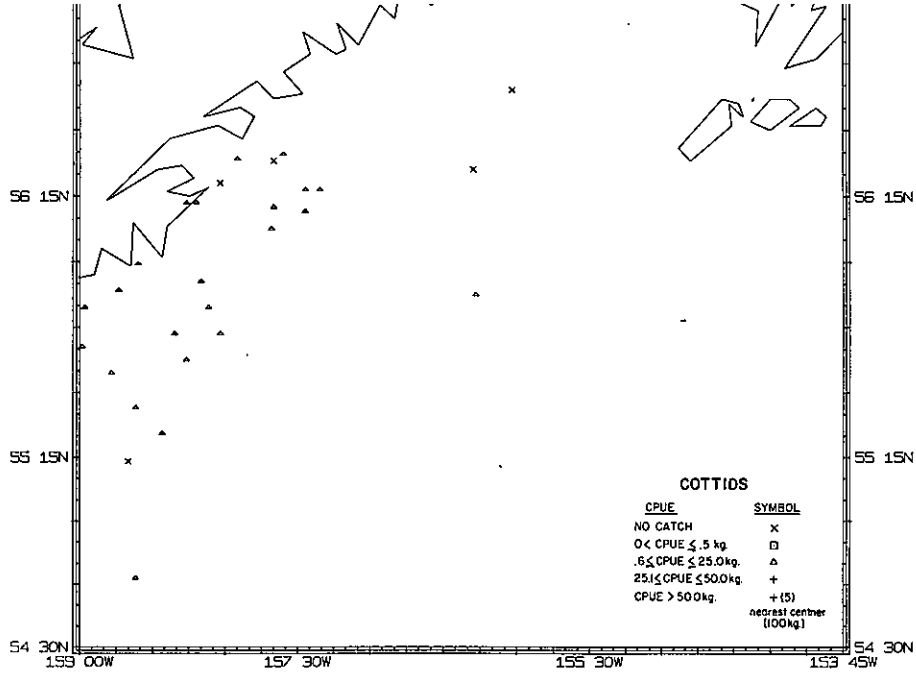 56 15N 56 15N
55 15N 55 15N
COTTIDS
CPUE SYMBOL
NO CATCH X
0< CPUE ≤ .5 kg. □
.6≤ CPUE ≤ 25.0kg. △
25.1≤ CPUE ≤50.0kg. +
CPUE > 50.0kg. +(5)
nearest centner
(100kg.)
54 30N 54 30N
159 00W 157 30W 155 30W 153 45W